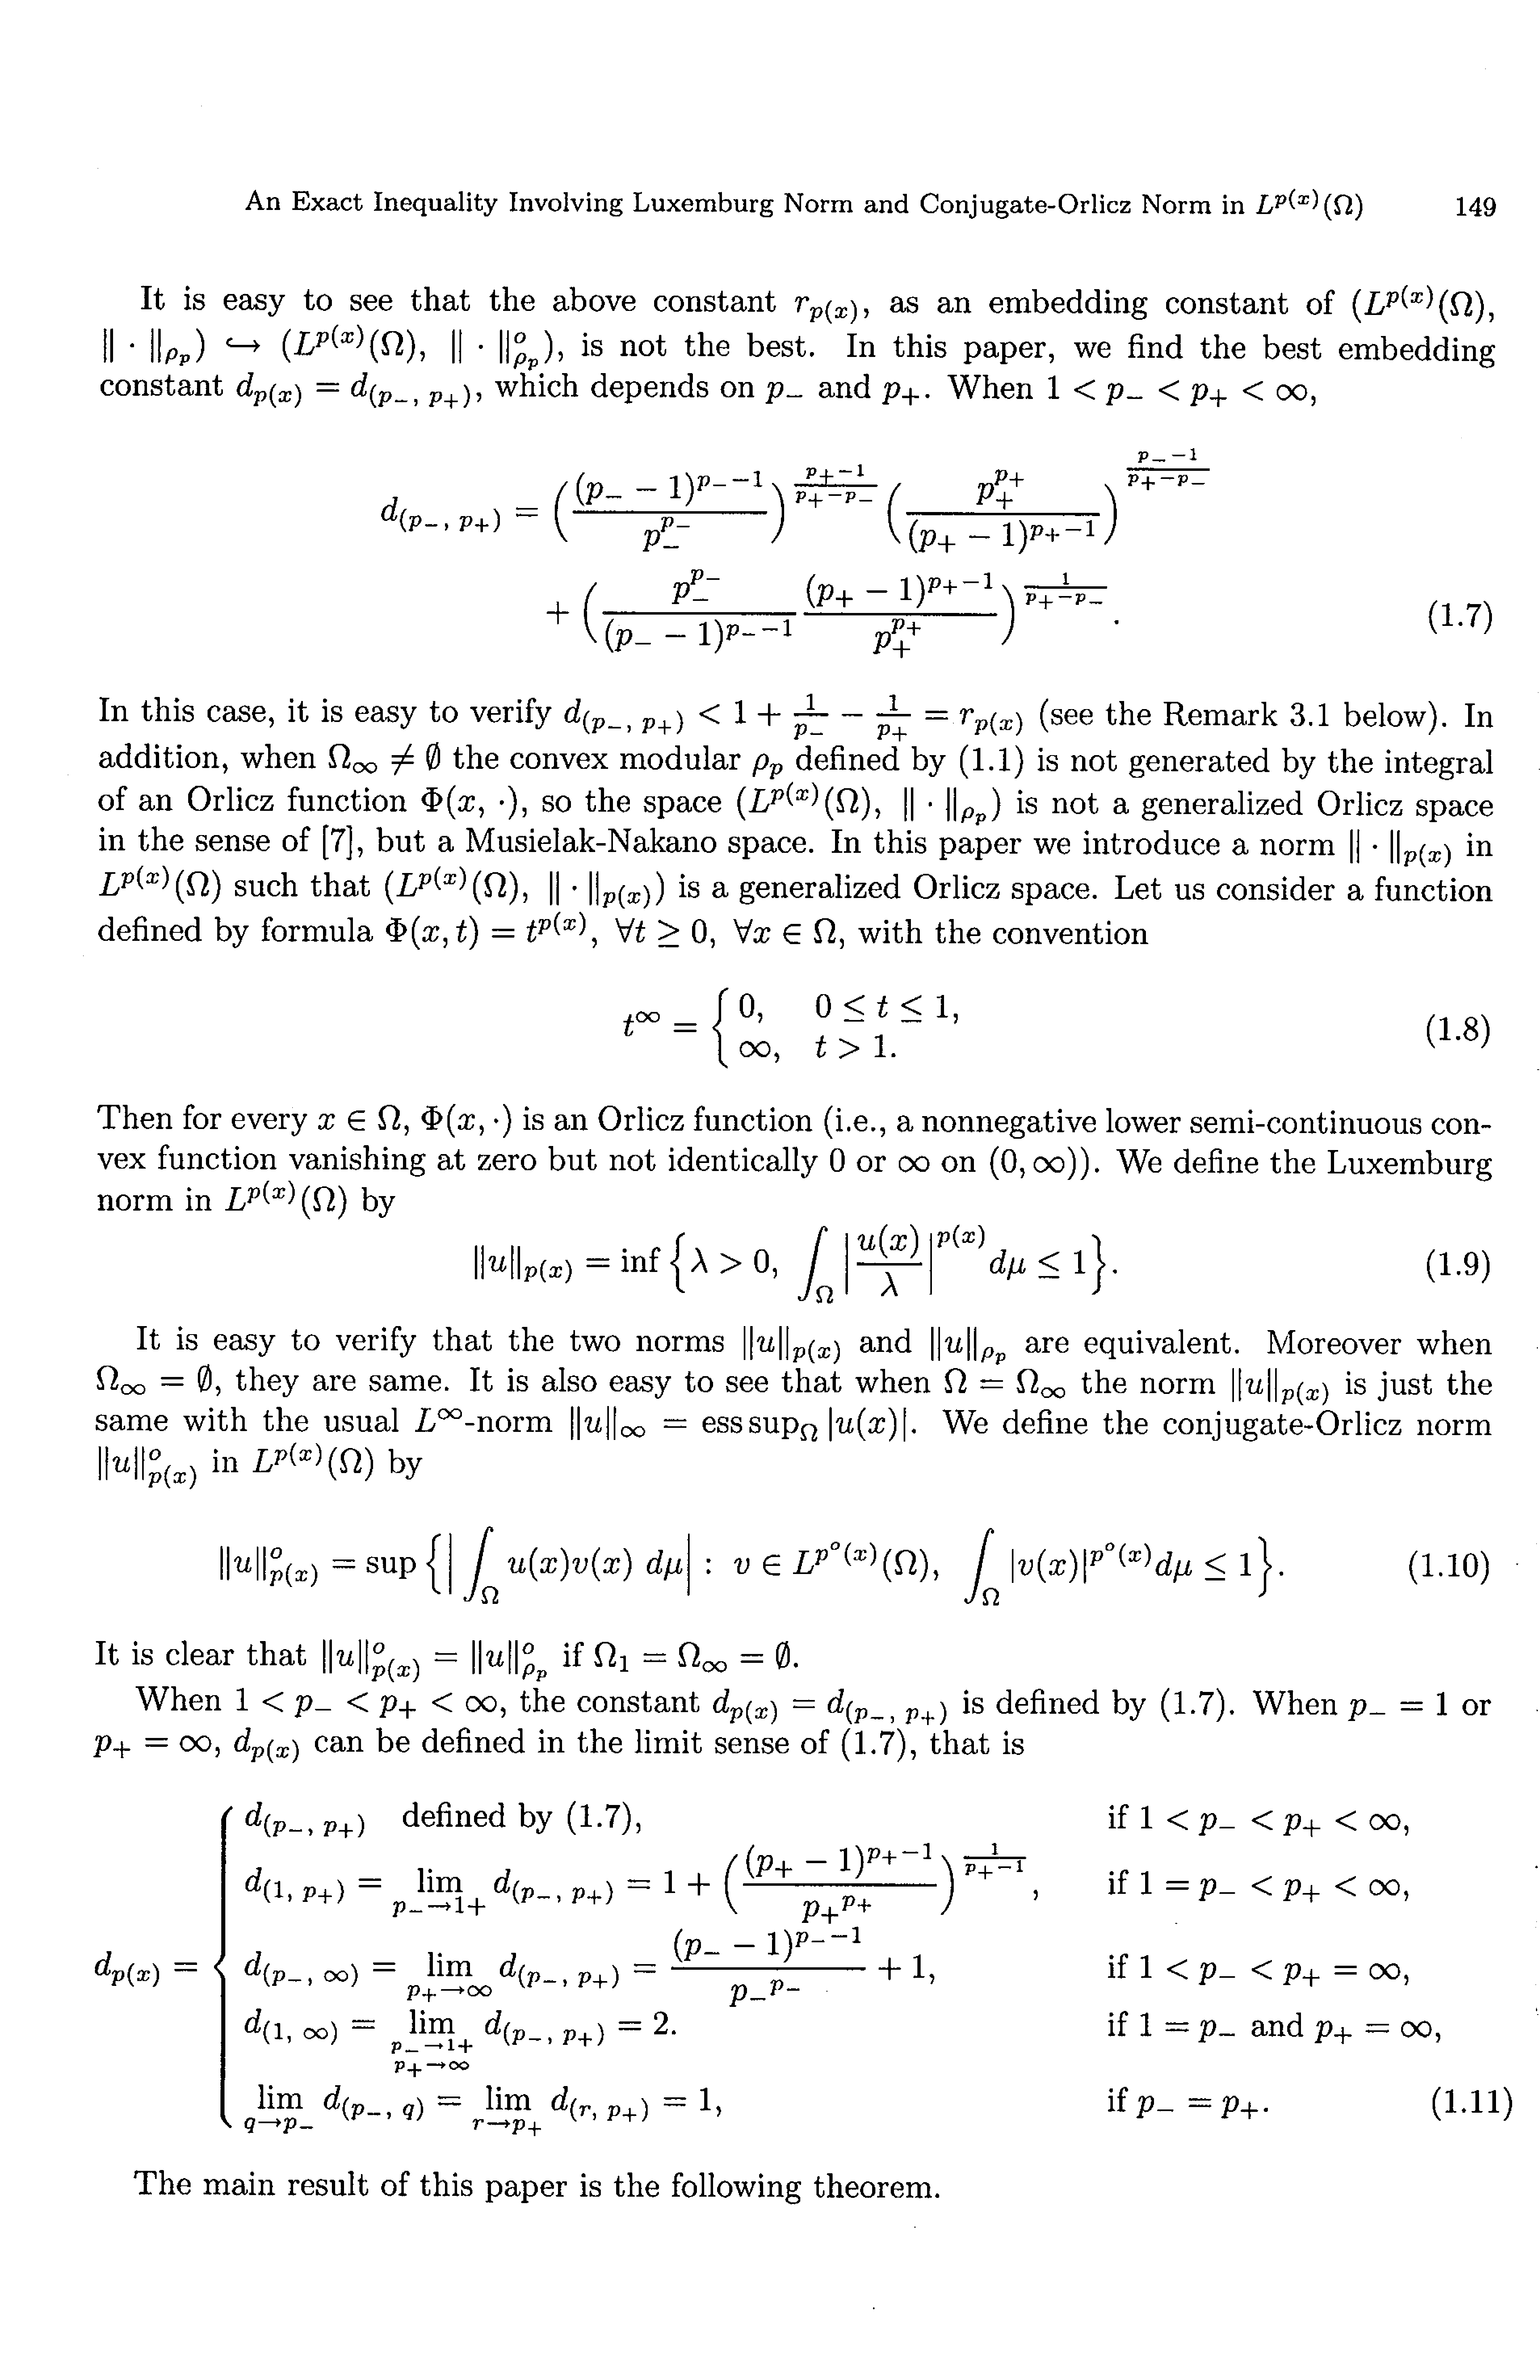 An Exact Inequality Involving Luxemburg Norm and Conjugate-Orlicz Norm in $L^{p(x)}(\Omega)$ 149
It is easy to see that the above constant $r_{p(x)}$, as an embedding constant of $(L^{p(x)}(\Omega),$
$\|\cdot\|_{\rho_p}) \hookrightarrow (L^{p(x)}(\Omega), \|\cdot\|^o_{\rho_p})$, is not the best. In this paper, we find the best embedding
constant $d_{p(x)} = d_{(p_-, p_+)}$, which depends on $p_-$ and $p_+$. When $1 < p_- < p_+ < \infty$,
$d_{(p_-, p_+)} = \left(\frac{(p_- - 1)^{p_- - 1}}{p_-^{p_-}}\right)^{\frac{p_+ - 1}{p_+ - p_-}} \left(\frac{p_+^{p_+}}{(p_+ - 1)^{p_+ - 1}}\right)^{\frac{p_- - 1}{p_+ - p_-}}$
$+ \left(\frac{p_-^{p_-}}{(p_- - 1)^{p_- - 1}} \frac{(p_+ - 1)^{p_+ - 1}}{p_+^{p_+}}\right)^{\frac{1}{p_+ - p_-}}.$ (1.7)
In this case, it is easy to verify $d_{(p_-, p_+)} < 1 + \frac{1}{p_-} - \frac{1}{p_+} = r_{p(x)}$ (see the Remark 3.1 below). In
addition, when $\Omega_\infty \neq \emptyset$ the convex modular $\rho_p$ defined by (1.1) is not generated by the integral
of an Orlicz function $\Phi(x, \cdot)$, so the space $(L^{p(x)}(\Omega), \|\cdot\|_{\rho_p})$ is not a generalized Orlicz space
in the sense of [7], but a Musielak-Nakano space. In this paper we introduce a norm $\|\cdot\|_{p(x)}$ in
$L^{p(x)}(\Omega)$ such that $(L^{p(x)}(\Omega), \|\cdot\|_{p(x)})$ is a generalized Orlicz space. Let us consider a function
defined by formula $\Phi(x, t) = t^{p(x)}, \forall t \geq 0, \forall x \in \Omega$, with the convention
$t^\infty = \begin{cases} 0, & 0 \leq t \leq 1, \\ \infty, & t > 1. \end{cases}$ (1.8)
Then for every $x \in \Omega$, $\Phi(x, \cdot)$ is an Orlicz function (i.e., a nonnegative lower semi-continuous con-
vex function vanishing at zero but not identically 0 or $\infty$ on $(0, \infty)$). We define the Luxemburg
norm in $L^{p(x)}(\Omega)$ by
$\|u\|_{p(x)} = \inf\left\{\lambda > 0, \int_\Omega \left|\frac{u(x)}{\lambda}\right|^{p(x)} d\mu \leq 1\right\}.$ (1.9)
It is easy to verify that the two norms $\|u\|_{p(x)}$ and $\|u\|_{\rho_p}$ are equivalent. Moreover when
$\Omega_\infty = \emptyset$, they are same. It is also easy to see that when $\Omega = \Omega_\infty$ the norm $\|u\|_{p(x)}$ is just the
same with the usual $L^\infty$-norm $\|u\|_\infty = \operatorname{ess\,sup}_\Omega |u(x)|$. We define the conjugate-Orlicz norm
$\|u\|^o_{p(x)}$ in $L^{p(x)}(\Omega)$ by
$\|u\|^o_{p(x)} = \sup\left\{\left|\int_\Omega u(x)v(x)\, d\mu\right| : v \in L^{p^o(x)}(\Omega), \int_\Omega |v(x)|^{p^o(x)} d\mu \leq 1\right\}.$ (1.10)
It is clear that $\|u\|^o_{p(x)} = \|u\|^o_{\rho_p}$ if $\Omega_1 = \Omega_\infty = \emptyset$.
When $1 < p_- < p_+ < \infty$, the constant $d_{p(x)} = d_{(p_-, p_+)}$ is defined by (1.7). When $p_- = 1$ or
$p_+ = \infty$, $d_{p(x)}$ can be defined in the limit sense of (1.7), that is
$d_{p(x)} = \begin{cases} d_{(p_-, p_+)} \text{ defined by (1.7)}, & \text{if } 1 < p_- < p_+ < \infty, \\ d_{(1, p_+)} = \lim_{p_- \to 1+} d_{(p_-, p_+)} = 1 + \left(\frac{(p_+ - 1)^{p_+ - 1}}{p_+^{p_+}}\right)^{\frac{1}{p_+ - 1}}, & \text{if } 1 = p_- < p_+ < \infty, \\ d_{(p_-, \infty)} = \lim_{p_+ \to \infty} d_{(p_-, p_+)} = \frac{(p_- - 1)^{p_- - 1}}{p_-^{p_-}} + 1, & \text{if } 1 < p_- < p_+ = \infty, \\ d_{(1, \infty)} = \lim_{\substack{p_- \to 1+ \\ p_+ \to \infty}} d_{(p_-, p_+)} = 2. & \text{if } 1 = p_- \text{ and } p_+ = \infty, \\ \lim_{q \to p_-} d_{(p_-, q)} = \lim_{r \to p_+} d_{(r, p_+)} = 1, & \text{if } p_- = p_+. \end{cases}$ (1.11)
The main result of this paper is the following theorem.